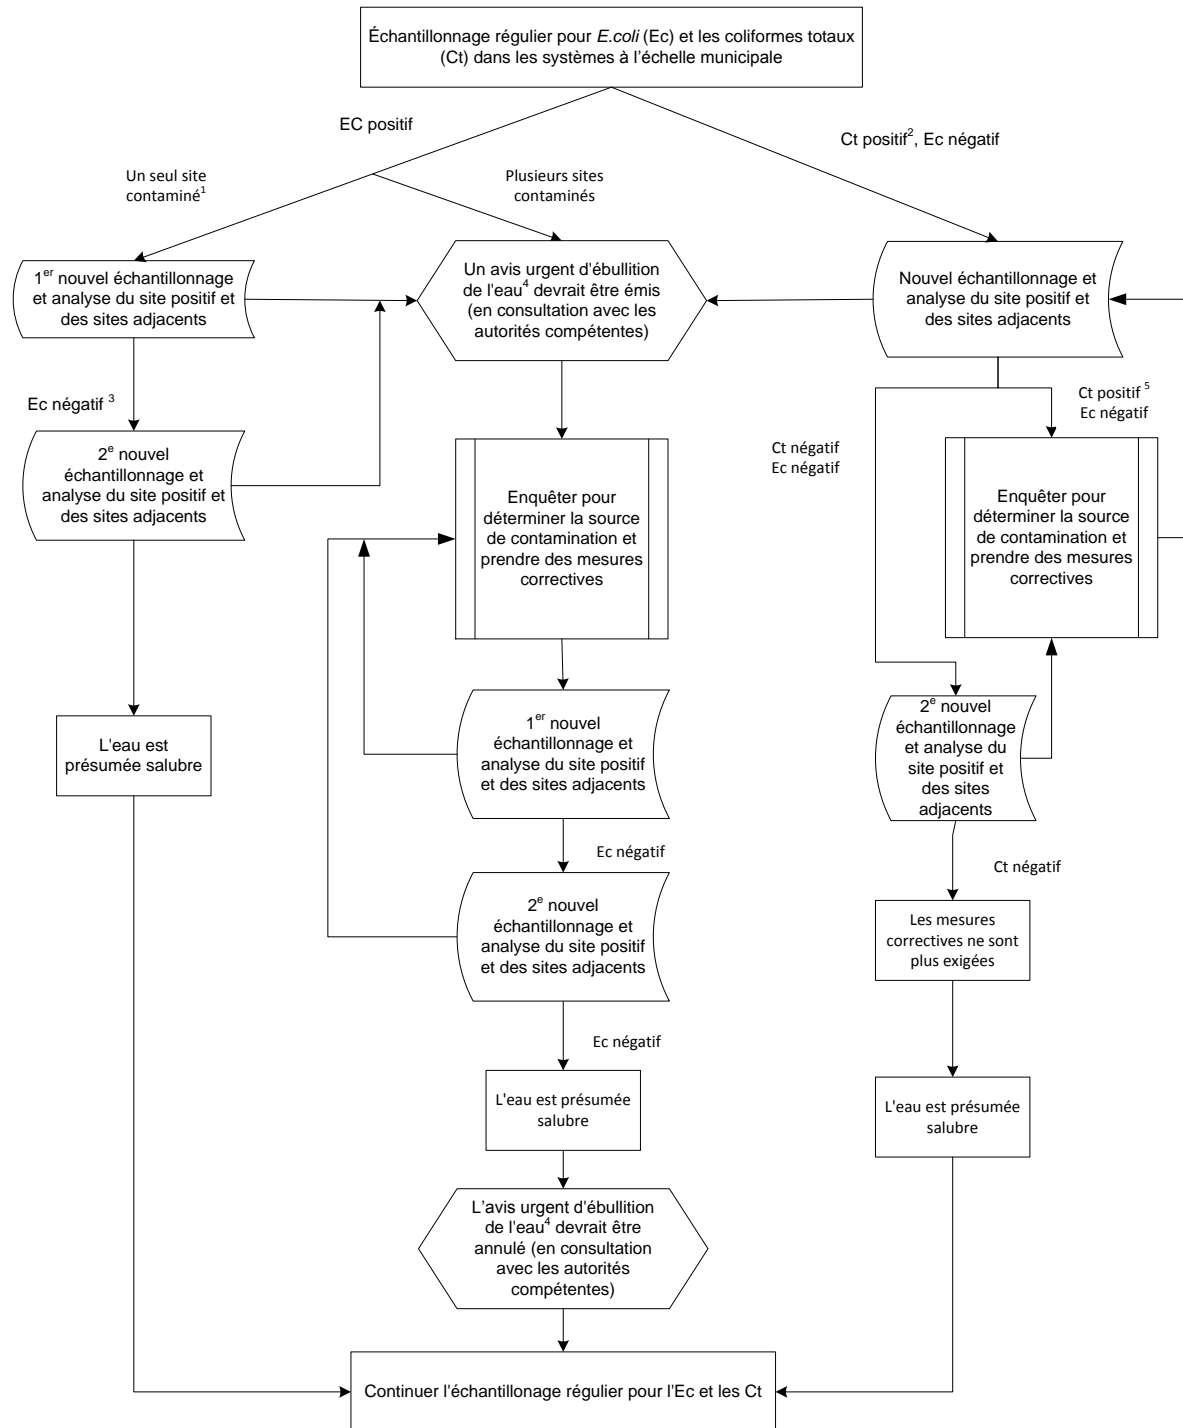 Échantillonnage régulier pour E.coli (Ec) et les coliformes totaux
(Ct) dans les systèmes à l'échelle municipale
EC positif
Ct positif2, Ec négatif
Un seul site
contaminé1
Plusieurs sites
contaminés
1er nouvel échantillonnage
et analyse du site positif et
des sites adjacents
Un avis urgent d'ébullition
de l'eau4 devrait être émis
(en consultation avec les
autorités compétentes)
Nouvel échantillonnage et
analyse du site positif et
des sites adjacents
Ec négatif 3
2e nouvel
échantillonnage et
analyse du site positif et
des sites adjacents
Ct négatif
Ec négatif
Ct positif 5
Ec négatif
Enquêter pour
déterminer la source
de contamination et
prendre des mesures
correctives
Enquêter pour
déterminer la source
de contamination et
prendre des mesures
correctives
L'eau est
présumée salubre
1er nouvel
échantillonnage et
analyse du site positif
et des sites adjacents
2e nouvel
échantillonnage
et analyse du
site positif et
des sites
adjacents
Ec négatif
Ct négatif
2e nouvel
échantillonnage et
analyse du site positif
et des sites adjacents
Les mesures
correctives ne sont
plus exigées
Ec négatif
L'eau est présumée
salubre
L'eau est présumée
salubre
L'avis urgent d'ébullition
de l'eau4 devrait être
annulé (en consultation
avec les autorités
compétentes)
Continuer l'échantillonage régulier pour l'Ec et les Ct